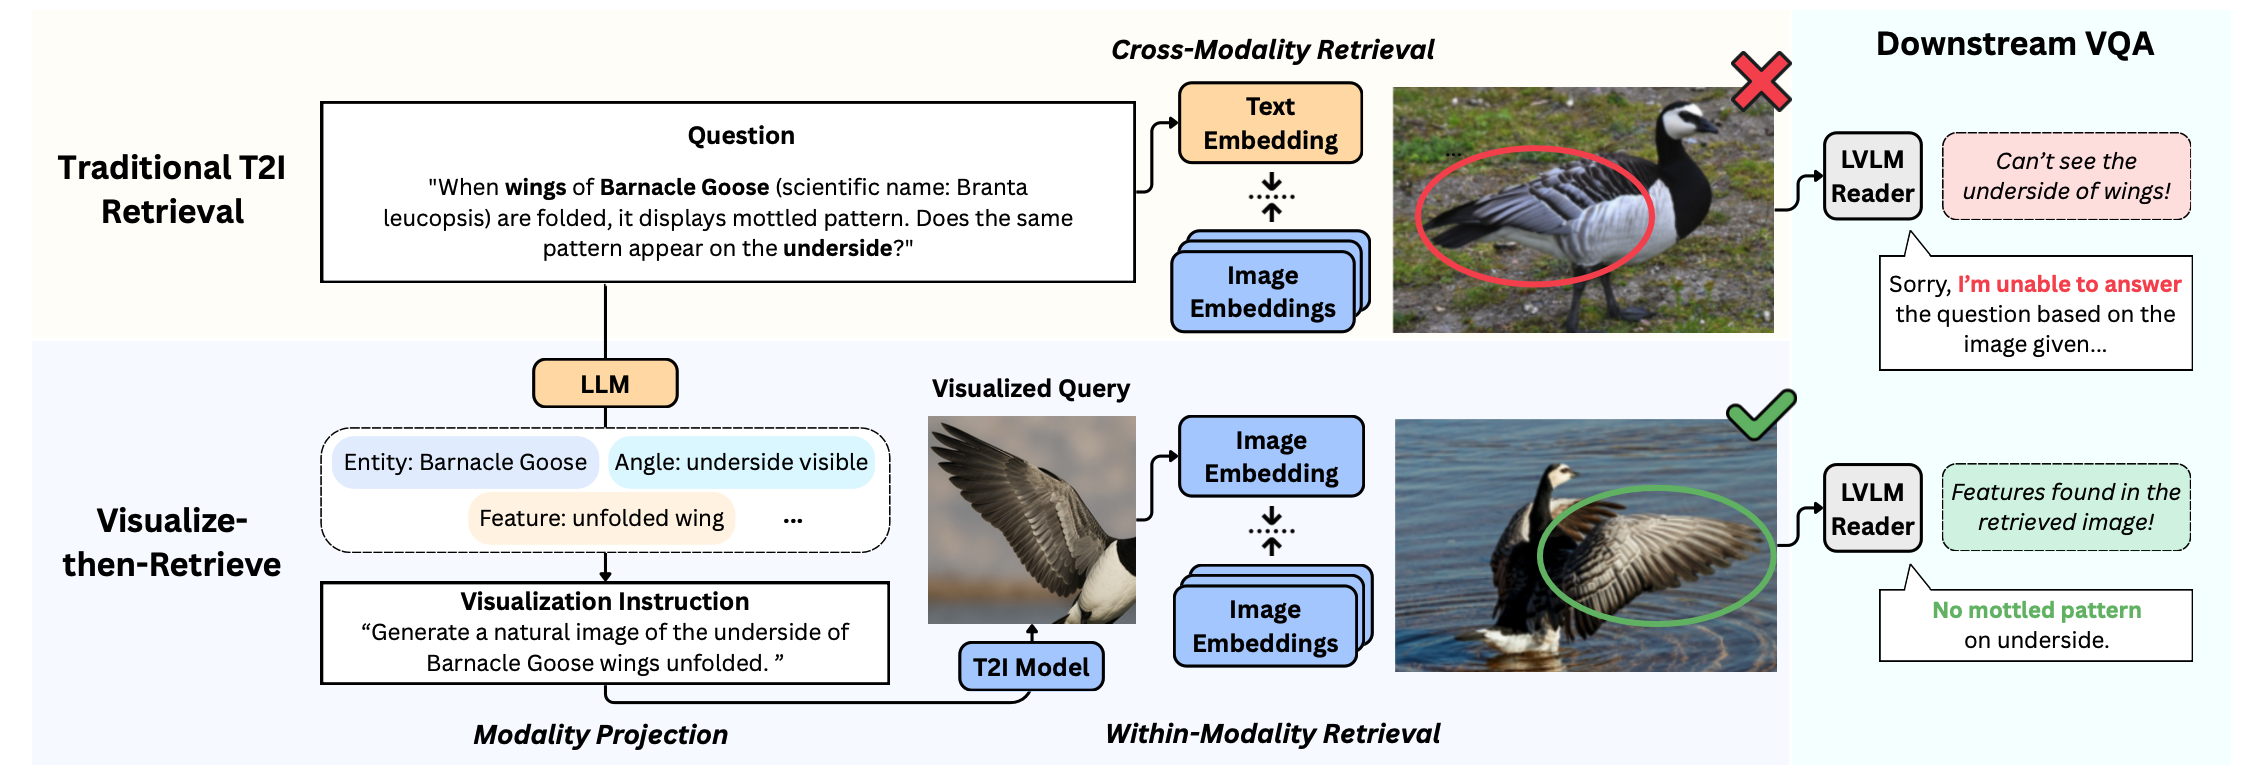 Cross-Modality Retrieval
Downstream VQA
Traditional T2I
Retrieval
Question
"When wings of Barnacle Goose (scientific name: Branta
leucopsis) are folded, it displays mottled pattern. Does the same
pattern appear on the underside?"
Text
Embedding
Image
Embeddings
...
LVLM
Reader
Can't see the
underside of wings!
Sorry, I'm unable to answer
the question based on the
image given...
LLM
Visualize-
then-Retrieve
Entity: Barnacle Goose
Angle: underside visible
Feature: unfolded wing
...
Visualization Instruction
“Generate a natural image of the underside of
Barnacle Goose wings unfolded. ”
Modality Projection
Visualized Query
T2I Model
Image
Embedding
Image
Embeddings
Within-Modality Retrieval
LVLM
Reader
Features found in the
retrieved image!
No mottled pattern
on underside.